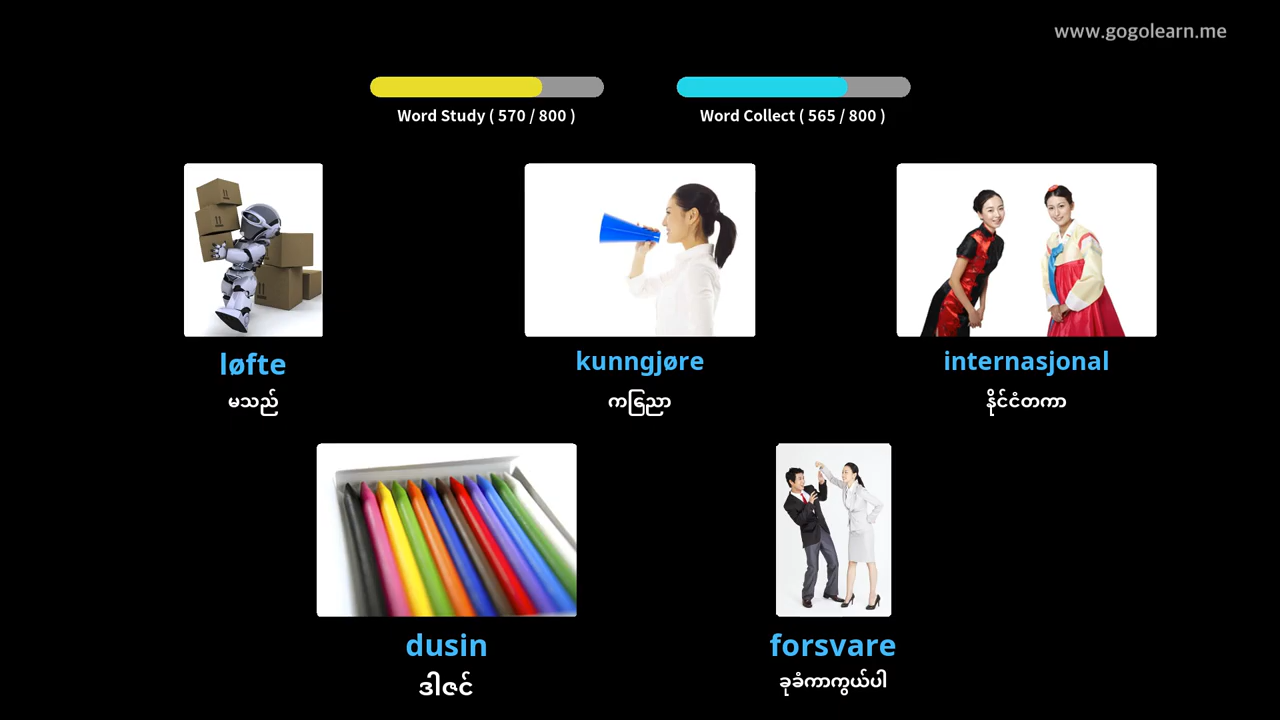 www.gogolearn.me
Word Study ( 570 / 800 )
Word Collect ( 565 / 800 )
løfte
kunngjøre
internasjonal
မသည်
ကြေညာ
နိုင်ငံတကာ
dusin
forsvare
ဒါဇင်
ခုခံကာကွယ်ပါ